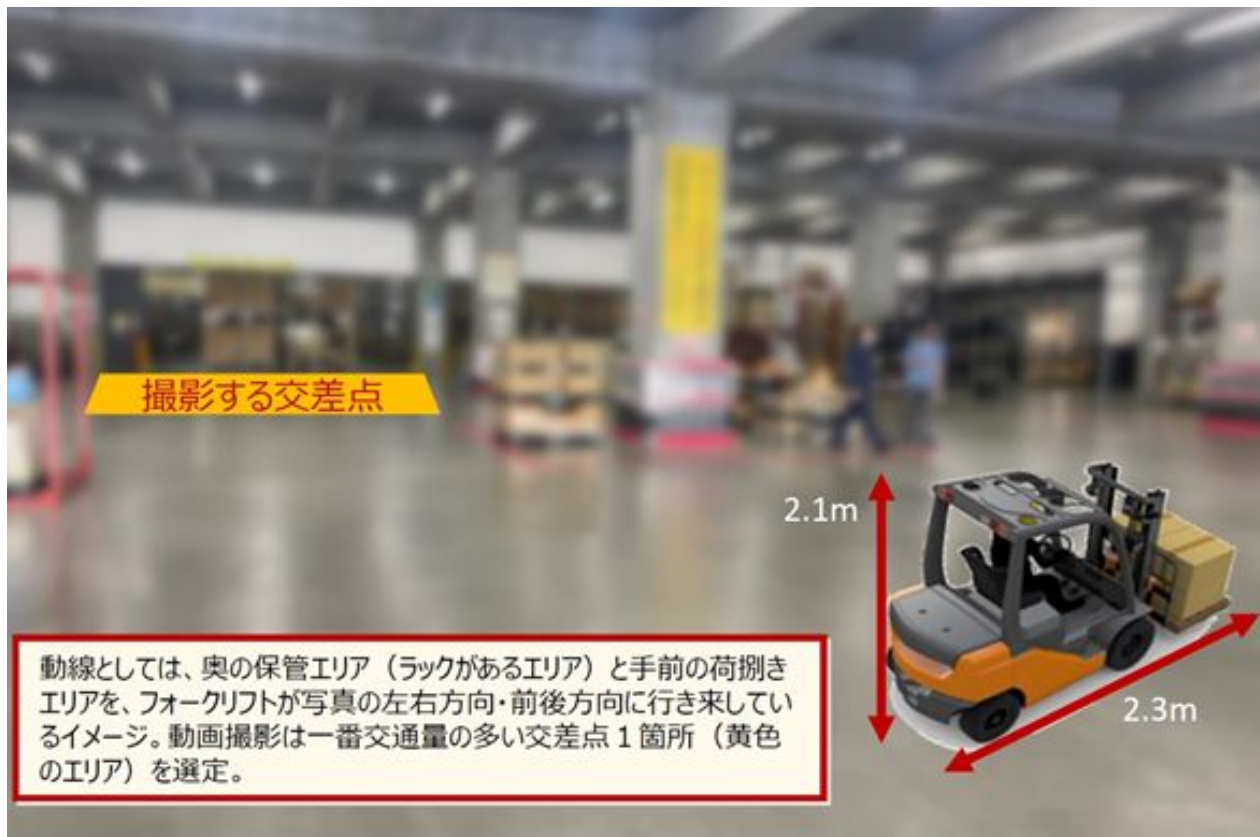 撮影する交差点
2.1m
2.3m
動線としては、奥の保管エリア（ラックがあるエリア）と手前の荷捌き
エリアを、フォークリフトが写真の左右方向・前後方向に行き来してい
るイメージ。動画撮影は一番交通量の多い交差点１箇所（黄色
のエリア）を選定。